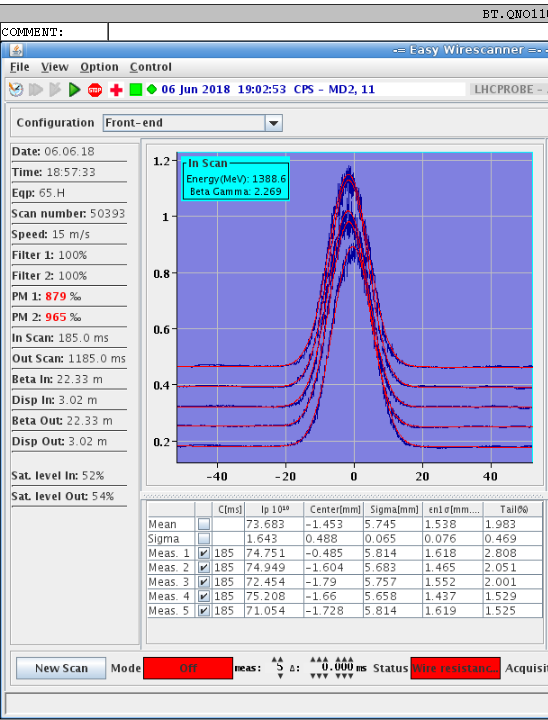 BT.QNO11
COMMENT:
-= Easy Wirescanner =-
File View Option Control
STOP 06 Jun 2018 19:02:53 CPS - MD2, 11 LHCPROBE -
Configuration Front-end
Date: 06.06.18
Time: 18:57:33
Eqp: 65.H
Scan number: 50393
Speed: 15 m/s
Filter 1: 100%
Filter 2: 100%
PM 1: 879 ‰
PM 2: 965 ‰
In Scan: 185.0 ms
Out Scan: 1185.0 ms
Beta In: 22.33 m
Disp In: 3.02 m
Beta Out: 22.33 m
Disp Out: 3.02 m
Sat. level In: 52%
Sat. level Out: 54%
In Scan
Energy(MeV): 1388.6
Beta Gamma: 2.269
1.2
1
0.8
0.6
0.4
0.2
-40 -20 0 20 40
C[ms] Ip 10¹⁰ Center[mm] Sigma[mm] εn1σ[mm.... Tail(%)
Mean 73.683 -1.453 5.745 1.538 1.983
Sigma 1.643 0.488 0.065 0.076 0.469
Meas. 1 185 74.751 -0.485 5.814 1.618 2.808
Meas. 2 185 74.949 -1.604 5.683 1.465 2.051
Meas. 3 185 72.454 -1.79 5.757 1.552 2.001
Meas. 4 185 75.208 -1.66 5.658 1.437 1.529
Meas. 5 185 71.054 -1.728 5.814 1.619 1.525
New Scan Mode Off meas: 5 Δ: 0.000 ms Status Wire resistanc... Acquisit